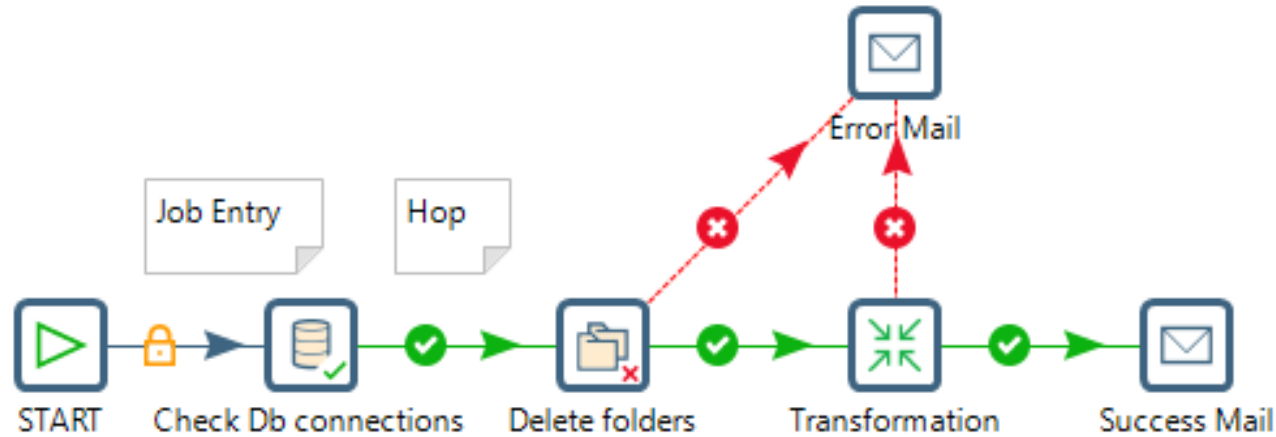 Error Mail
Job Entry
Hop
START
Check Db connections
Delete folders
Transformation
Success Mail